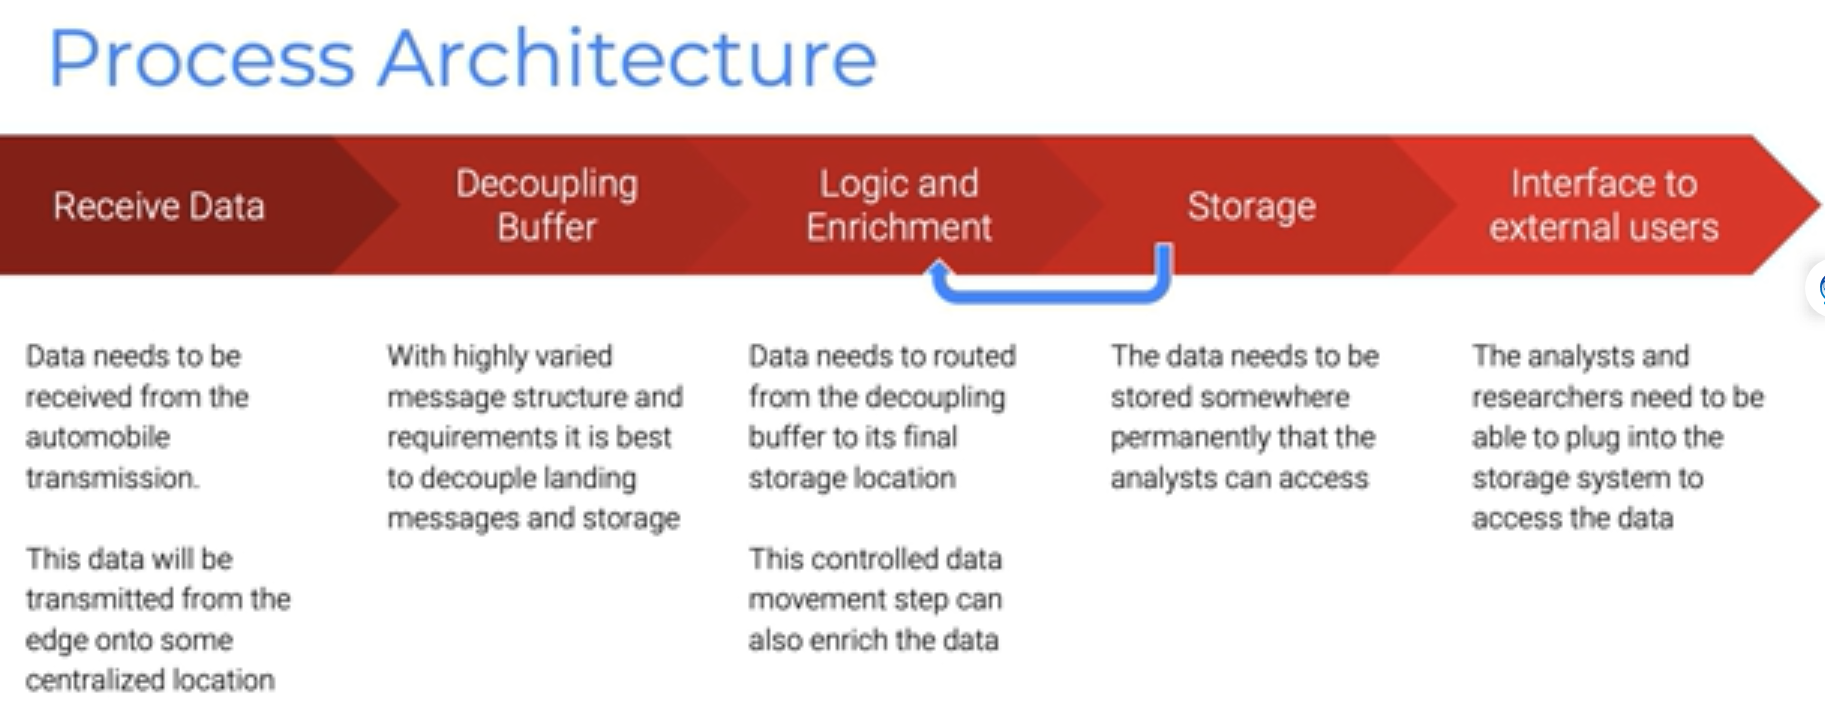 Process Architecture
Receive Data
Decoupling
Buffer
Logic and
Enrichment
Storage
Interface to
external users
Data needs to be
received from the
automobile
transmission.
This data will be
transmitted from the
edge onto some
centralized location
With highly varied
message structure and
requirements it is best
to decouple landing
messages and storage
Data needs to routed
from the decoupling
buffer to its final
storage location
This controlled data
movement step can
also enrich the data
The data needs to be
stored somewhere
permanently that the
analysts can access
The analysts and
researchers need to be
able to plug into the
storage system to
access the data